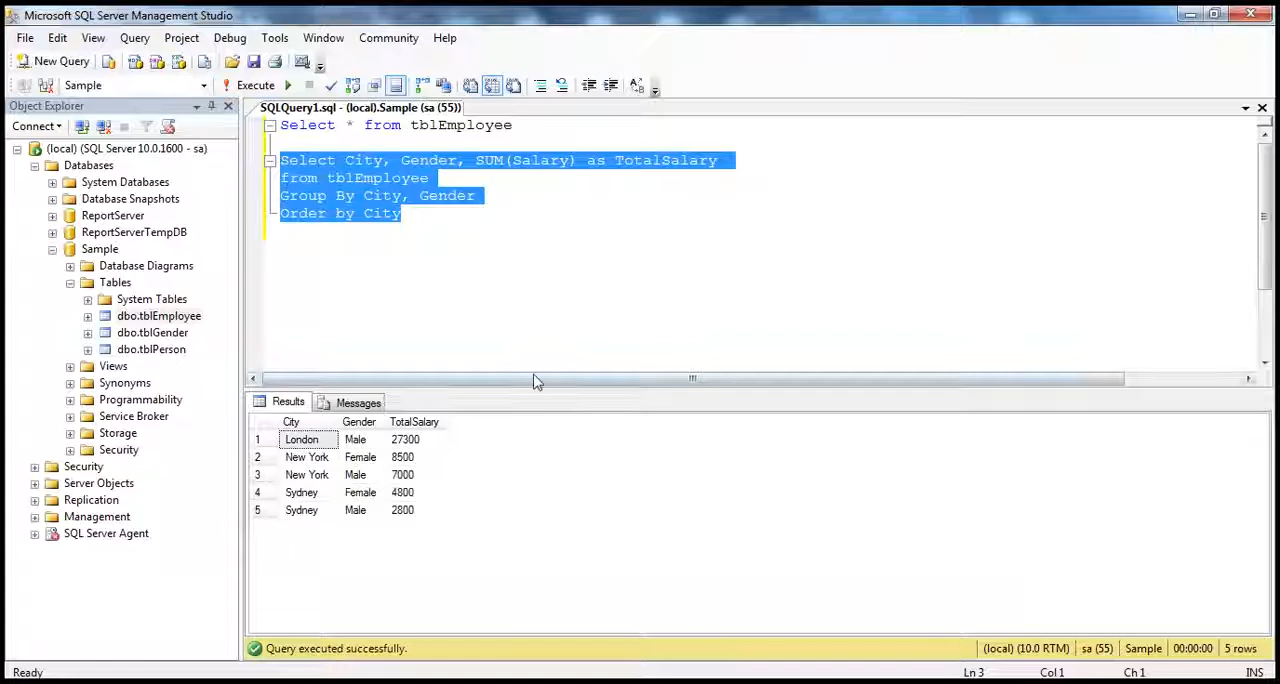 Microsoft SQL Server Management Studio
File Edit View Query Project Debug Tools Window Community Help
New Query
Sample Execute
Object Explorer
SQLQuery1.sql - (local).Sample (sa (55))
Connect
(local) (SQL Server 10.0.1600 - sa)
Databases
System Databases
Database Snapshots
ReportServer
ReportServerTempDB
Sample
Database Diagrams
Tables
System Tables
dbo.tblEmployee
dbo.tblGender
dbo.tblPerson
Views
Synonyms
Programmability
Service Broker
Storage
Security
Security
Server Objects
Replication
Management
SQL Server Agent
Select * from tblEmployee
Select City, Gender, SUM(Salary) as TotalSalary
from tblEmployee
Group By City, Gender
Order by City
Results Messages
City Gender TotalSalary
1 London Male 27300
2 New York Female 8500
3 New York Male 7000
4 Sydney Female 4800
5 Sydney Male 2800
Query executed successfully. (local) (10.0 RTM) sa (55) Sample 00:00:00 5 rows
Ready Ln 3 Col 1 Ch 1 INS